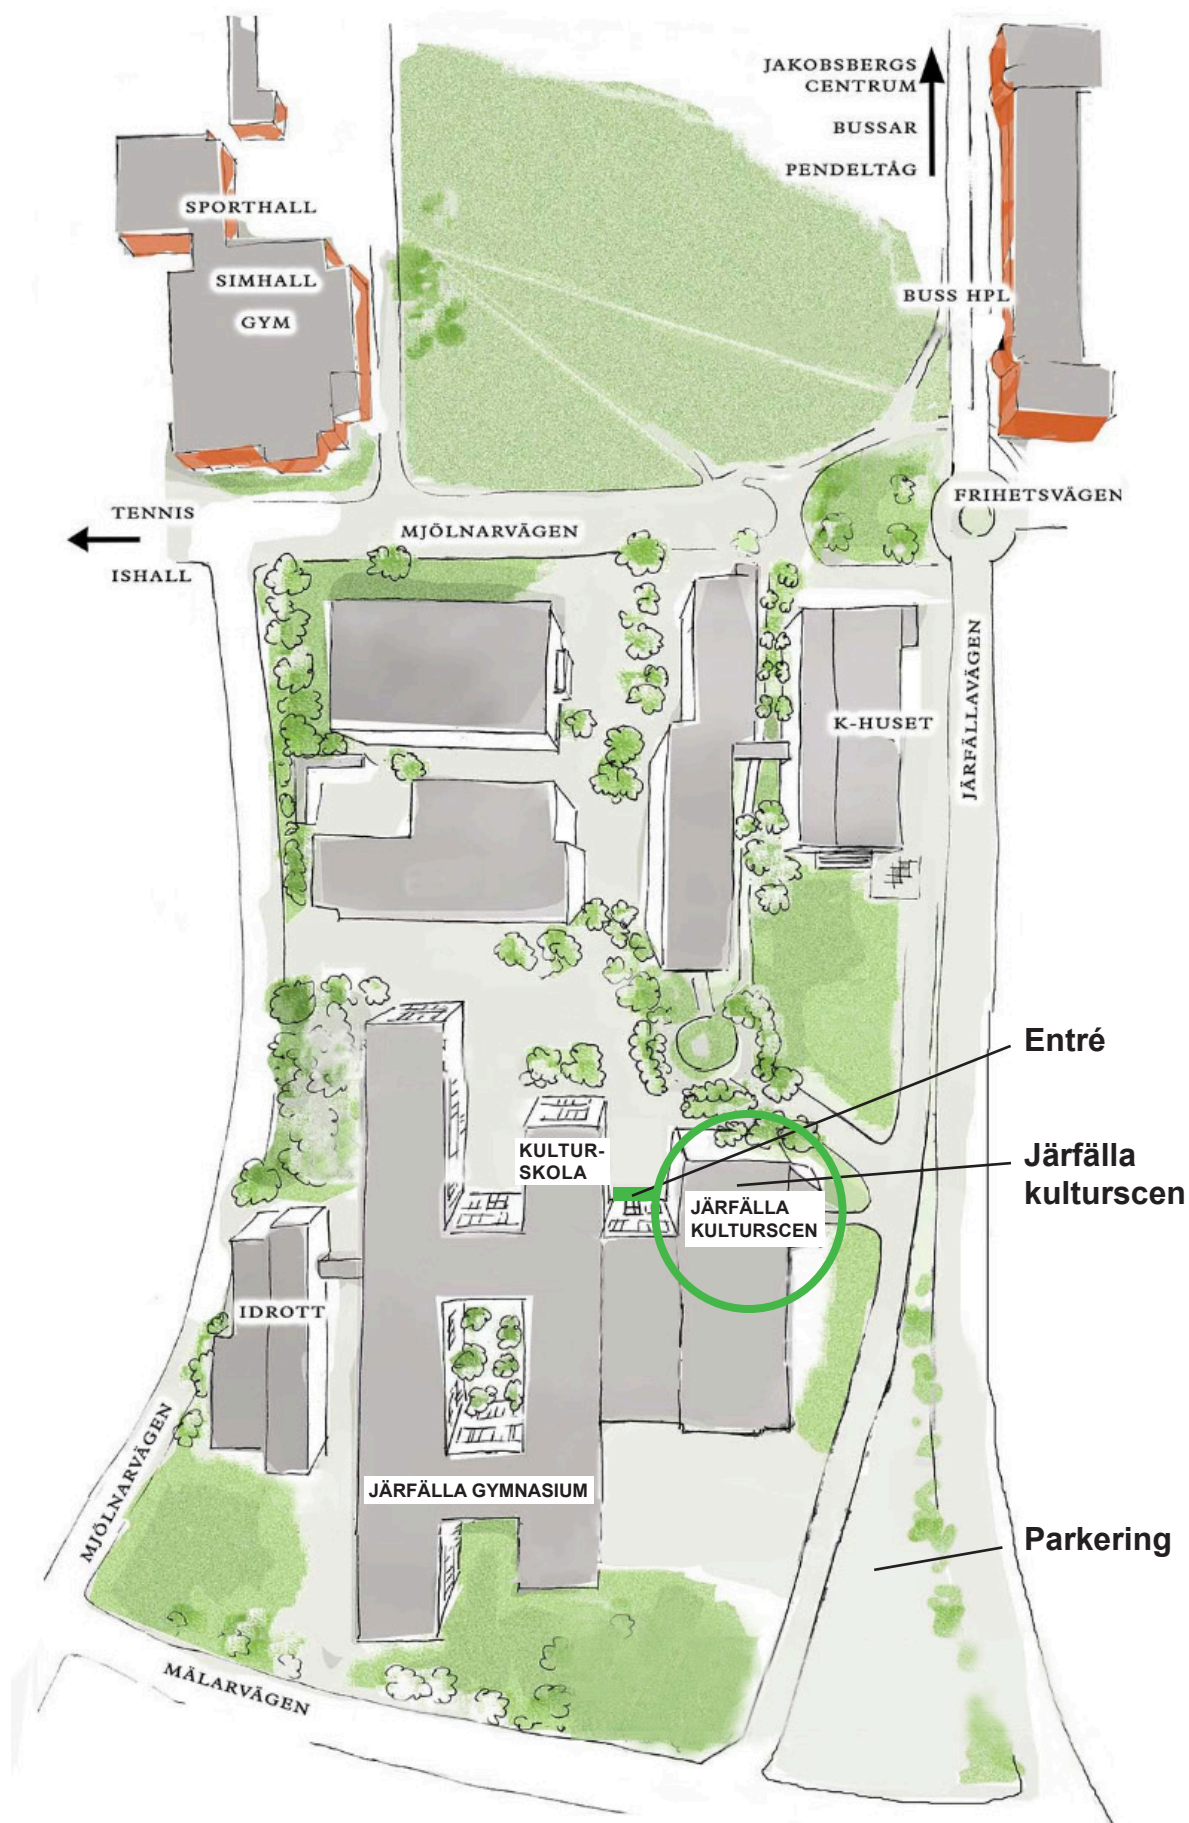 JAKOBSBERGS
CENTRUM
BUSSAR
PENDELTÅG
SPORTHALL
SIMHALL
GYM
BUSS HPL
FRIHETSVÄGEN
TENNIS
ISHALL
MJÖLNARVÄGEN
JÄRFÄLLAVÄGEN
K-HUSET
Entré
KULTUR-
SKOLA
Järfälla
kulturscen
JÄRFÄLLA
KULTURSCEN
IDROTT
MJÖLNARVÄGEN
JÄRFÄLLA GYMNASIUM
Parkering
MÄLARVÄGEN